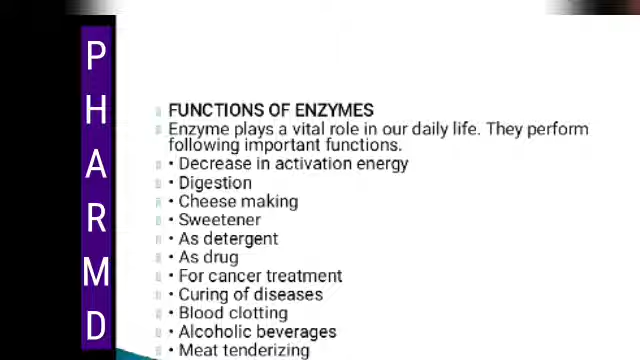 P
H
A
R
M
D
FUNCTIONS OF ENZYMES
Enzyme plays a vital role in our daily life. They perform
following important functions.
• Decrease in activation energy
• Digestion
• Cheese making
• Sweetener
• As detergent
• As drug
• For cancer treatment
• Curing of diseases
• Blood clotting
• Alcoholic beverages
• Meat tenderizing